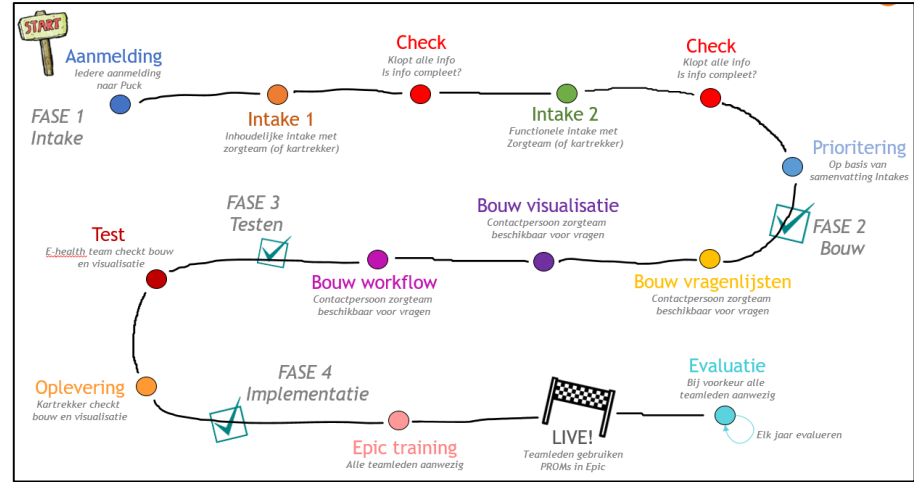 START
Aanmelding
Iedere aanmelding
naar Puck
FASE 1
Intake
Intake 1
Inhoudelijke intake met
zorgteam (of kartrekker)
Check
Klopt alle info
Is info compleet?
Intake 2
Functionele intake met
Zorgteam (of kartrekker)
Check
Klopt alle info
Is info compleet?
Prioritering
Op basis van
samenvatting Intakes
FASE 2
Bouw
Bouw vragenlijsten
Contactpersoon zorgteam
beschikbaar voor vragen
Bouw visualisatie
Contactpersoon zorgteam
beschikbaar voor vragen
Bouw workflow
Contactpersoon zorgteam
beschikbaar voor vragen
FASE 3
Testen
Test
E-health team checkt bouw
en visualisatie
Oplevering
Kartrekker checkt
bouw en visualisatie
FASE 4
Implementatie
Epic training
Alle teamleden aanwezig
LIVE!
Teamleden gebruiken
PROMs in Epic
Evaluatie
Bij voorkeur alle
teamleden aanwezig
Elk jaar evalueren